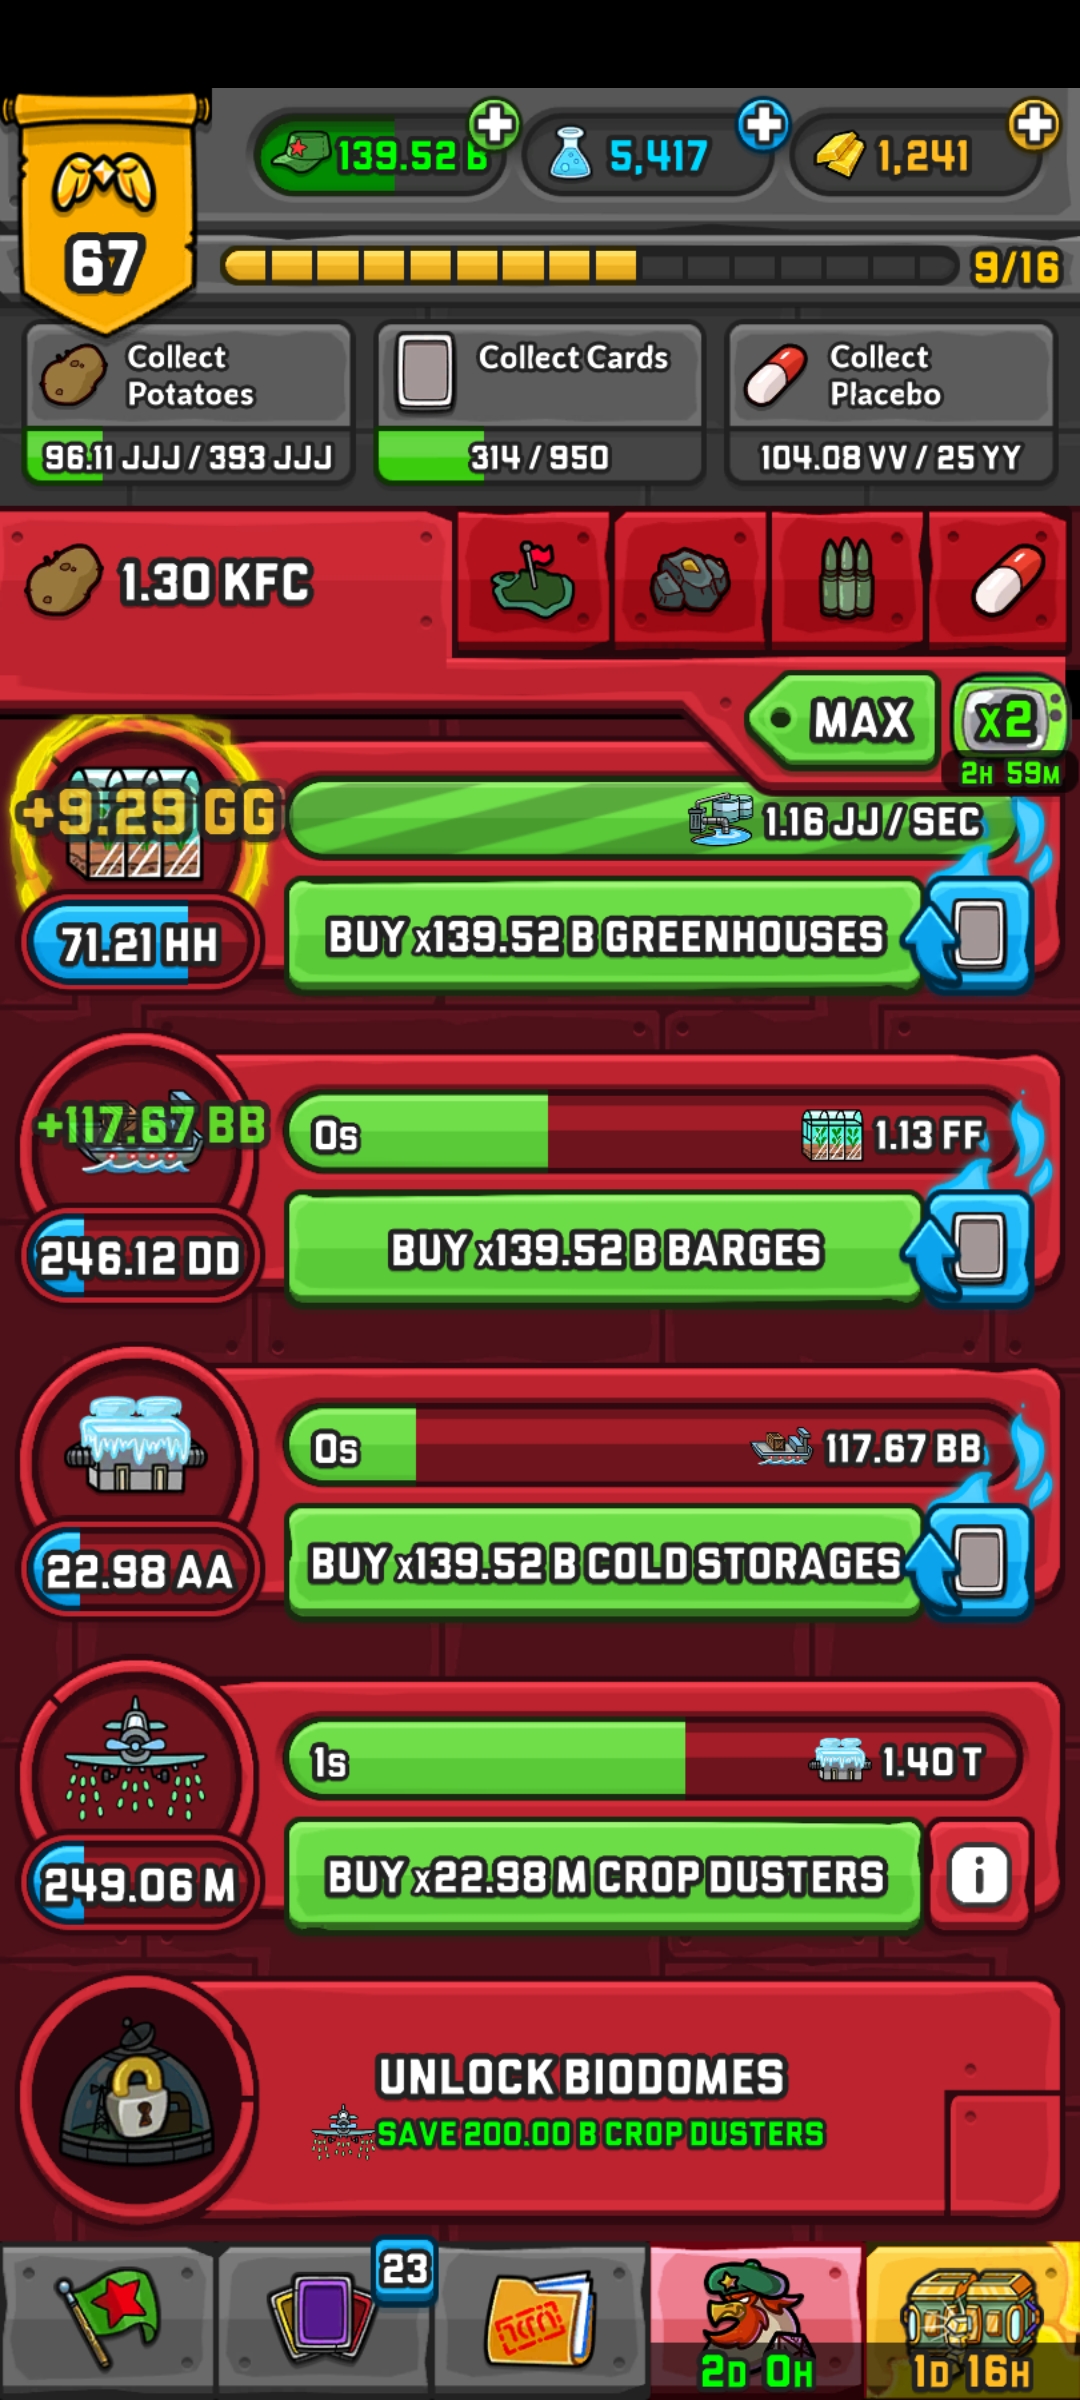 139.52 B
5,417
1,241
67
9/16
Collect
Potatoes
96.11 JJJ / 393 JJJ
Collect Cards
314 / 950
Collect
Placebo
104.08 VV / 25 YY
1.30 KFC
MAX
x2
2H 59M
+9.29 GG
1.16 JJ / SEC
71.21 HH
BUY x139.52 B GREENHOUSES
+117.67 BB
0s
1.13 FF
246.12 DD
BUY x139.52 B BARGES
0s
117.67 BB
22.98 AA
BUY x139.52 B COLD STORAGES
1s
1.40 T
249.06 M
BUY x22.98 M CROP DUSTERS
i
UNLOCK BIODOMES
SAVE 200.00 B CROP DUSTERS
23
2D 0H
1D 16H